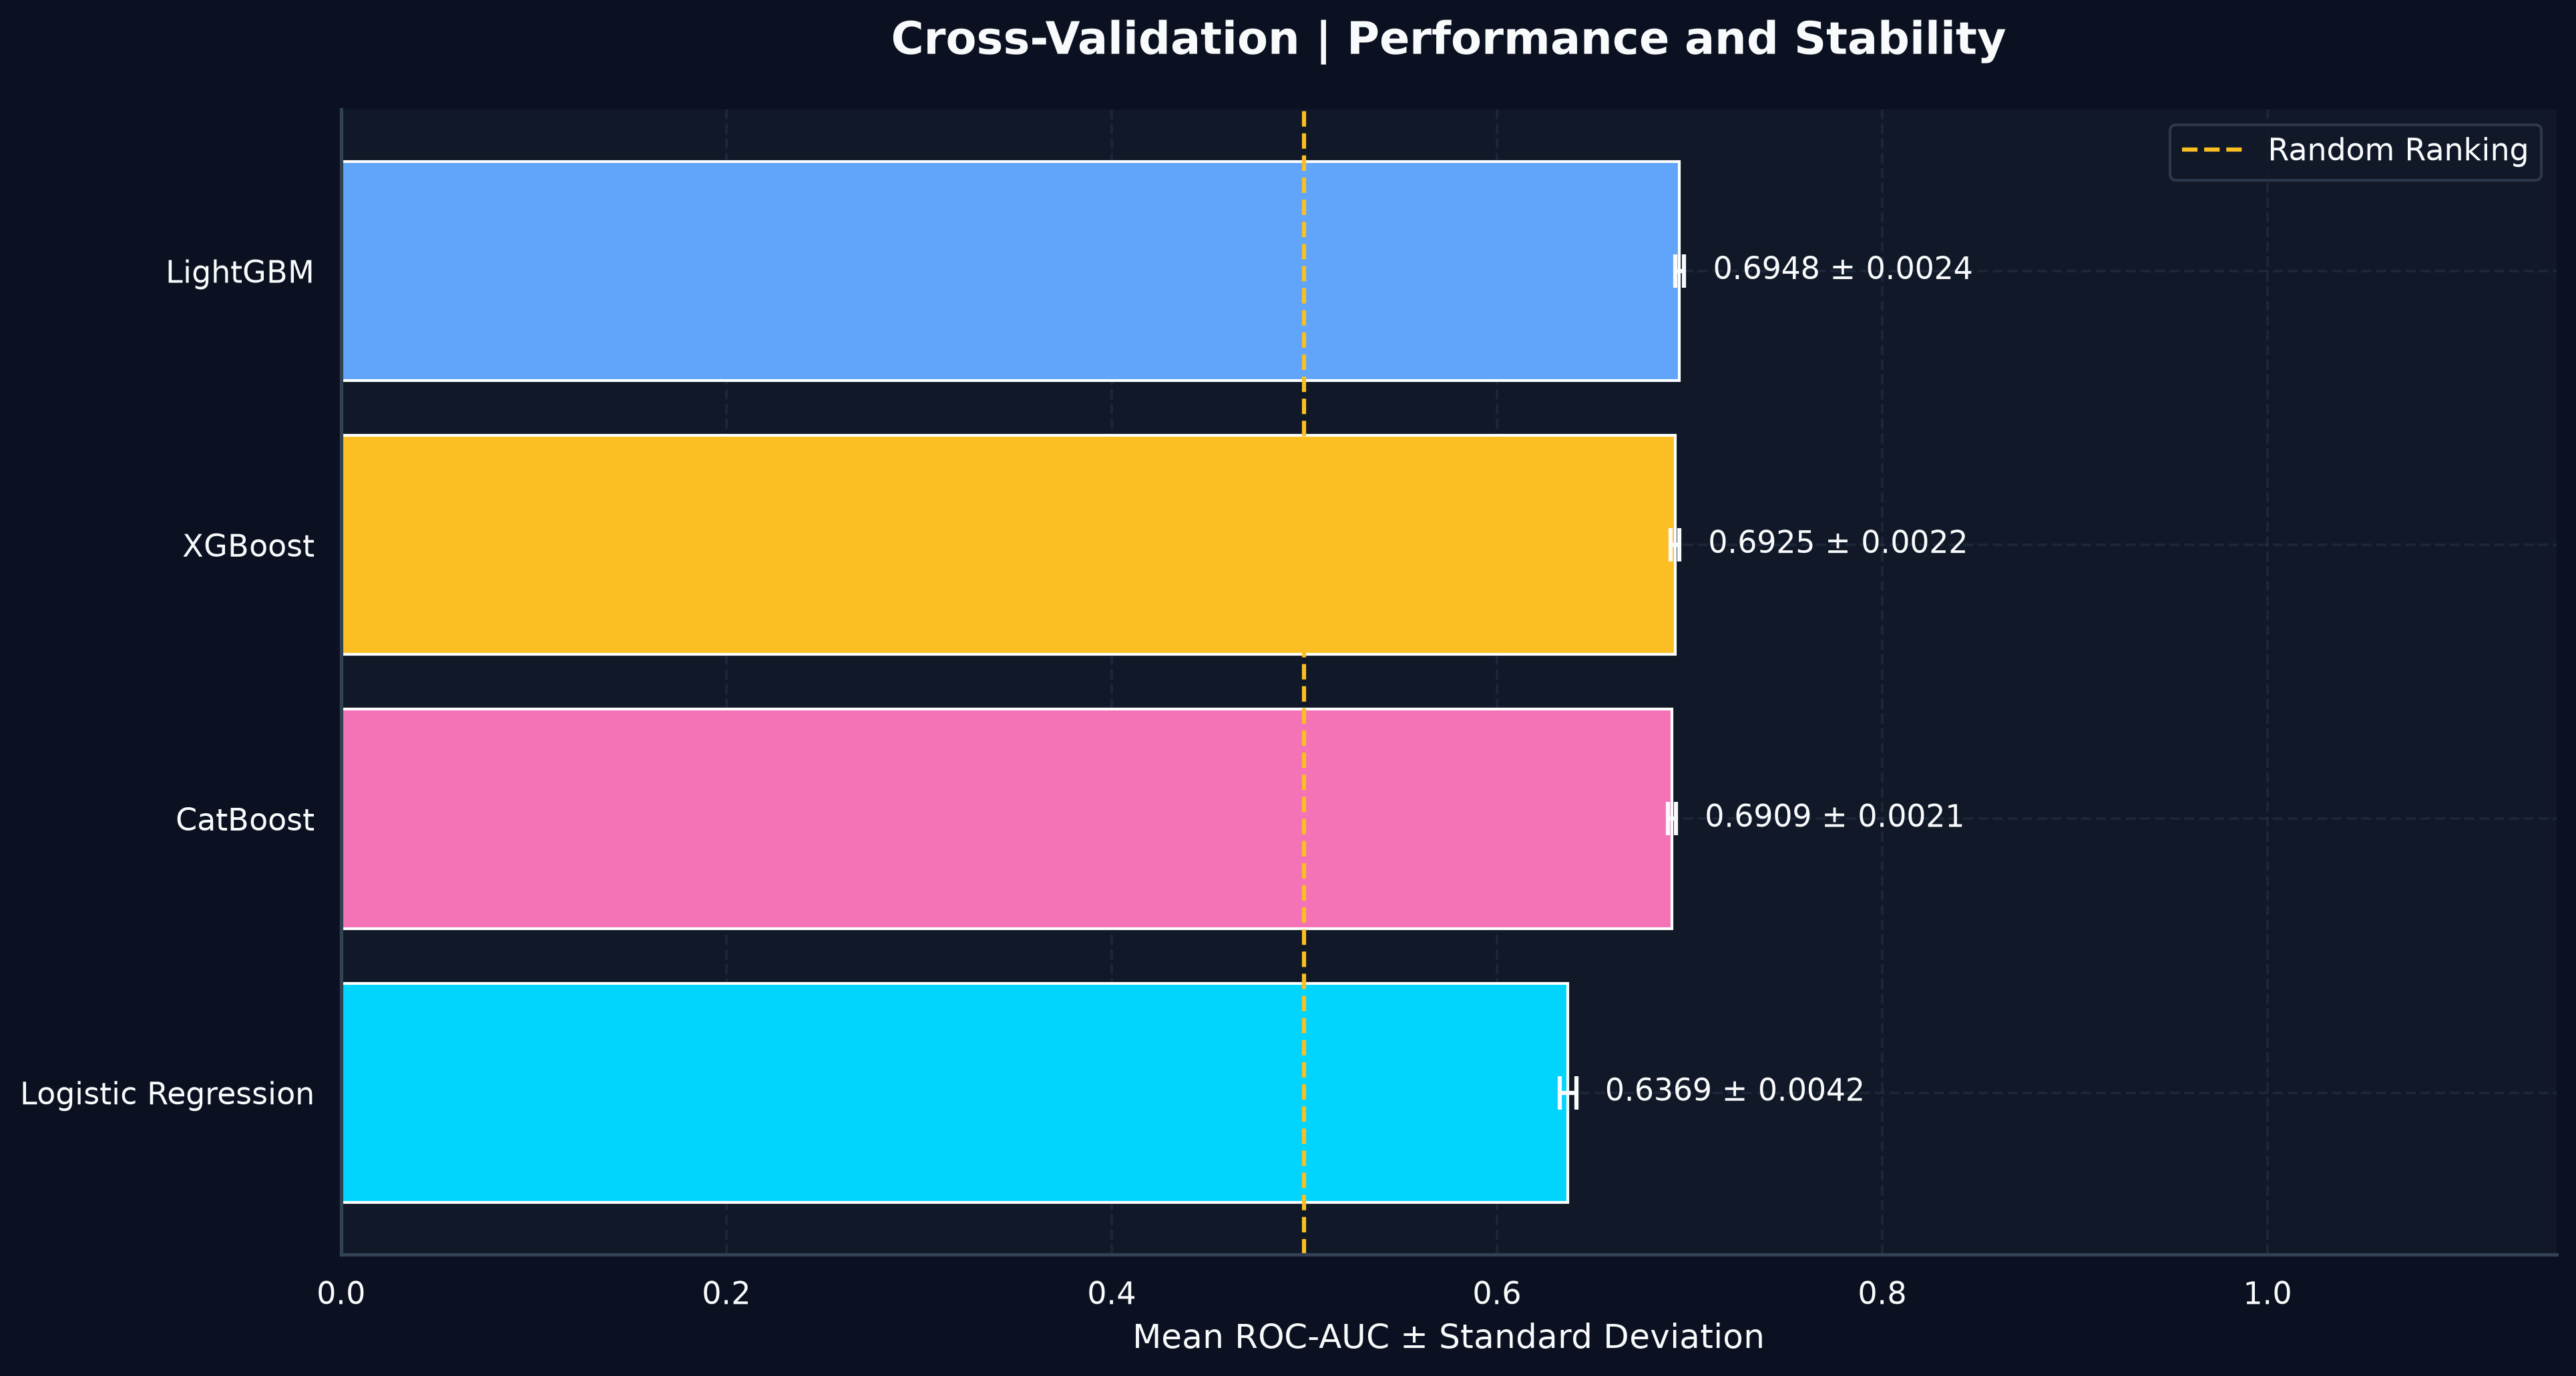 Cross-Validation | Performance and Stability
Random Ranking
LightGBM
0.6948 ± 0.0024
XGBoost
0.6925 ± 0.0022
CatBoost
0.6909 ± 0.0021
Logistic Regression
0.6369 ± 0.0042
0.0 0.2 0.4 0.6 0.8 1.0
Mean ROC-AUC ± Standard Deviation